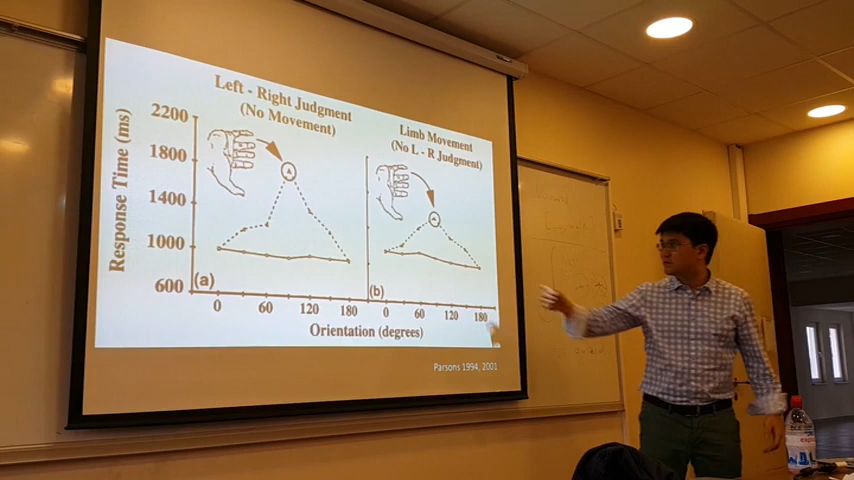 Left - Right Judgment
(No Movement)
Limb Movement
(No L - R Judgment)
Response Time (ms)
2200
1800
1400
1000
600
A
A
(a)
(b)
0 60 120 180
0 60 120 180
Orientation (degrees)
Parsons 1994, 2001